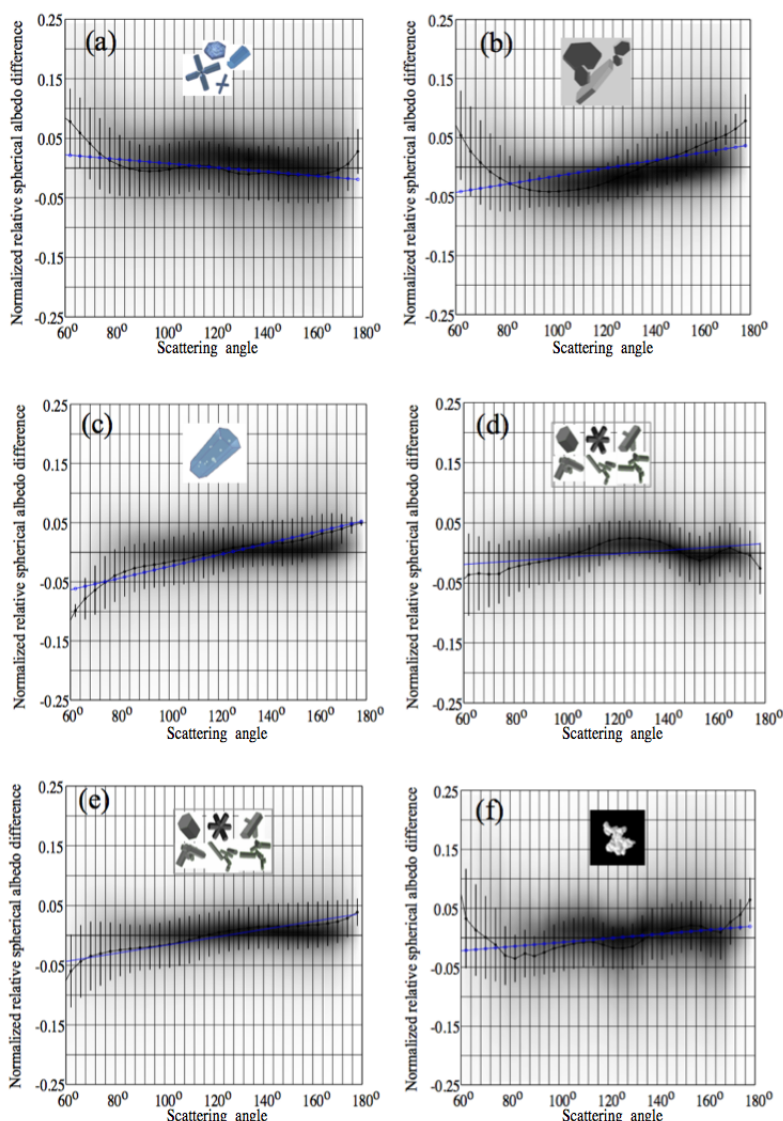 (a)
Normalized relative spherical albedo difference
0.25
0.15
0.05
-0.05
-0.15
-0.25
60⁰ 80⁰ 100⁰ 120⁰ 140⁰ 160⁰ 180⁰
Scattering angle
(b)
Normalized relative spherical albedo difference
0.25
0.15
0.05
-0.05
-0.15
-0.25
60⁰ 80⁰ 100⁰ 120⁰ 140⁰ 160⁰ 180⁰
Scattering angle
(c)
Normalized relative spherical albedo difference
0.25
0.15
0.05
-0.05
-0.15
-0.25
60⁰ 80⁰ 100⁰ 120⁰ 140⁰ 160⁰ 180⁰
Scattering angle
(d)
Normalized relative spherical albedo difference
0.25
0.15
0.05
-0.05
-0.15
-0.25
60⁰ 80⁰ 100⁰ 120⁰ 140⁰ 160⁰ 180⁰
Scattering angle
(e)
Normalized relative spherical albedo difference
0.25
0.15
0.05
-0.05
-0.15
-0.25
60⁰ 80⁰ 100⁰ 120⁰ 140⁰ 160⁰ 180⁰
Scattering angle
(f)
Normalized relative spherical albedo difference
0.25
0.15
0.05
-0.05
-0.15
-0.25
60⁰ 80⁰ 100⁰ 120⁰ 140⁰ 160⁰ 180⁰
Scattering angle